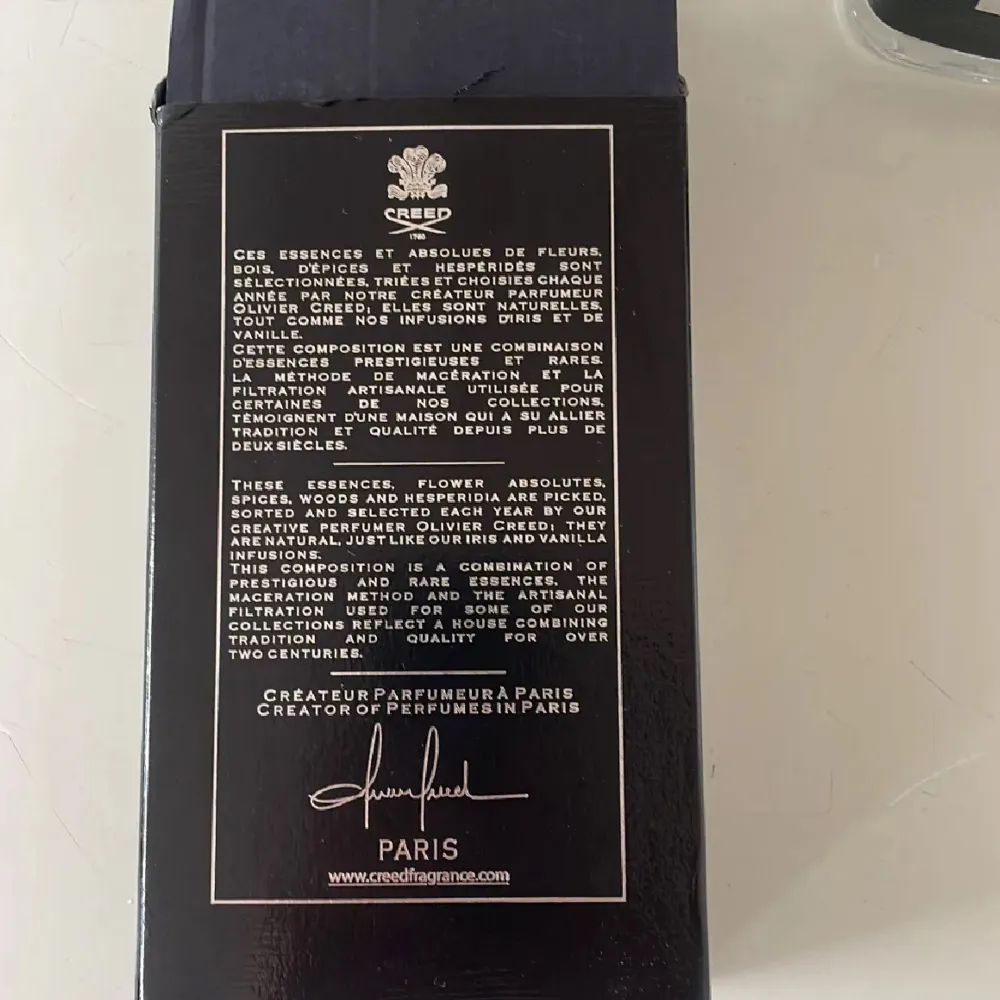 CREED
1760
CES ESSENCES ET ABSOLUES DE FLEURS,
BOIS, D'ÉPICES ET HESPÉRIDÉS SONT
SÉLECTIONNÉES, TRIÉES ET CHOISIES CHAQUE
ANNÉE PAR NOTRE CRÉATEUR PARFUMEUR
OLIVIER CREED; ELLES SONT NATURELLES,
TOUT COMME NOS INFUSIONS D'IRIS ET DE
VANILLE.
CETTE COMPOSITION EST UNE COMBINAISON
D'ESSENCES PRESTIGIEUSES ET RARES.
LA MÉTHODE DE MACÉRATION ET LA
FILTRATION ARTISANALE UTILISÉE POUR
CERTAINES DE NOS COLLECTIONS,
TÉMOIGNENT D'UNE MAISON QUI A SU ALLIER
TRADITION ET QUALITÉ DEPUIS PLUS DE
DEUX SIÈCLES.
THESE ESSENCES, FLOWER ABSOLUTES,
SPICES, WOODS AND HESPERIDIA ARE PICKED,
SORTED AND SELECTED EACH YEAR BY OUR
CREATIVE PERFUMER OLIVIER CREED; THEY
ARE NATURAL, JUST LIKE OUR IRIS AND VANILLA
INFUSIONS.
THIS COMPOSITION IS A COMBINATION OF
PRESTIGIOUS AND RARE ESSENCES. THE
MACERATION METHOD AND THE ARTISANAL
FILTRATION USED FOR SOME OF OUR
COLLECTIONS REFLECT A HOUSE COMBINING
TRADITION AND QUALITY FOR OVER
TWO CENTURIES.
CRÉATEUR PARFUMEUR À PARIS
CREATOR OF PERFUMES IN PARIS
PARIS
www.creedfragrance.com